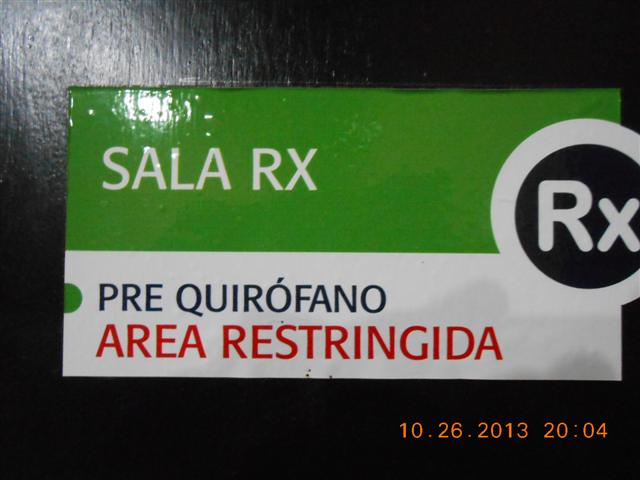 SALA RX
Rx
PRE QUIRÓFANO
AREA RESTRINGIDA
10.26.2013 20:04